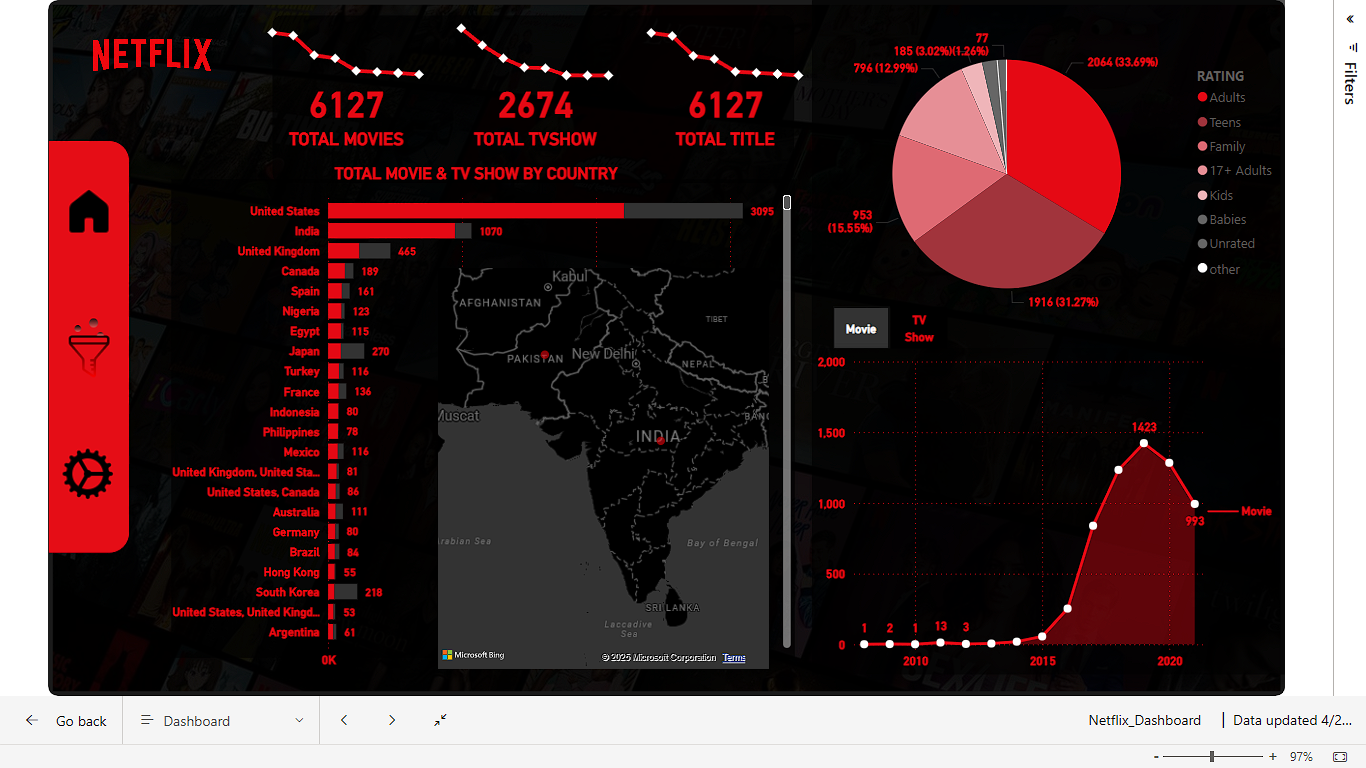 NETFLIX
6127
TOTAL MOVIES
2674
TOTAL TVSHOW
6127
TOTAL TITLE
TOTAL MOVIE & TV SHOW BY COUNTRY
United States 3095
India 1070
United Kingdom 465
Canada 189
Spain 161
Nigeria 123
Egypt 115
Japan 270
Turkey 116
France 136
Indonesia 80
Philippines 78
Mexico 116
United Kingdom, United Sta... 81
United States, Canada 86
Australia 111
Germany 80
Brazil 84
Hong Kong 55
South Korea 218
United States, United Kingd... 53
Argentina 61
0K
Kabul
AFGHANISTAN
TIBET
PAKISTAN
New Delhi
NEPAL
B
BAN
Muscat
INDIA
rabian Sea
Bay of Bengal
SRI LANKA
Laccadive
Sea
Microsoft Bing
© 2025 Microsoft Corporation Terms
77
185 (3.02%)(1.26%)
796 (12.99%)
2064 (33.69%)
953
(15.55%)
1916 (31.27%)
RATING
Adults
Teens
Family
17+ Adults
Kids
Babies
Unrated
other
Movie
TV
Show
2,000
1,500
1,000
500
0
1 2 1 13 3
1423
993
Movie
2010 2015 2020
Filters
Go back
Dashboard
Netflix_Dashboard | Data updated 4/2...
- + 97%